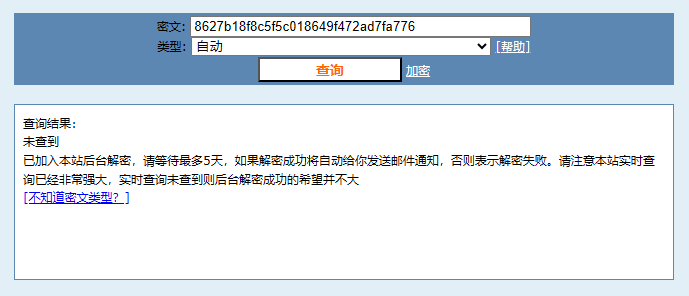 密文: 8627b18f8c5f5c018649f472ad7fa776
类型: 自动 [帮助]
查询 加密
查询结果:
未查到
已加入本站后台解密，请等待最多5天，如果解密成功将自动给你发送邮件通知，否则表示解密失败。请注意本站实时查
询已经非常强大，实时查询未查到则后台解密成功的希望并不大
[不知道密文类型？]